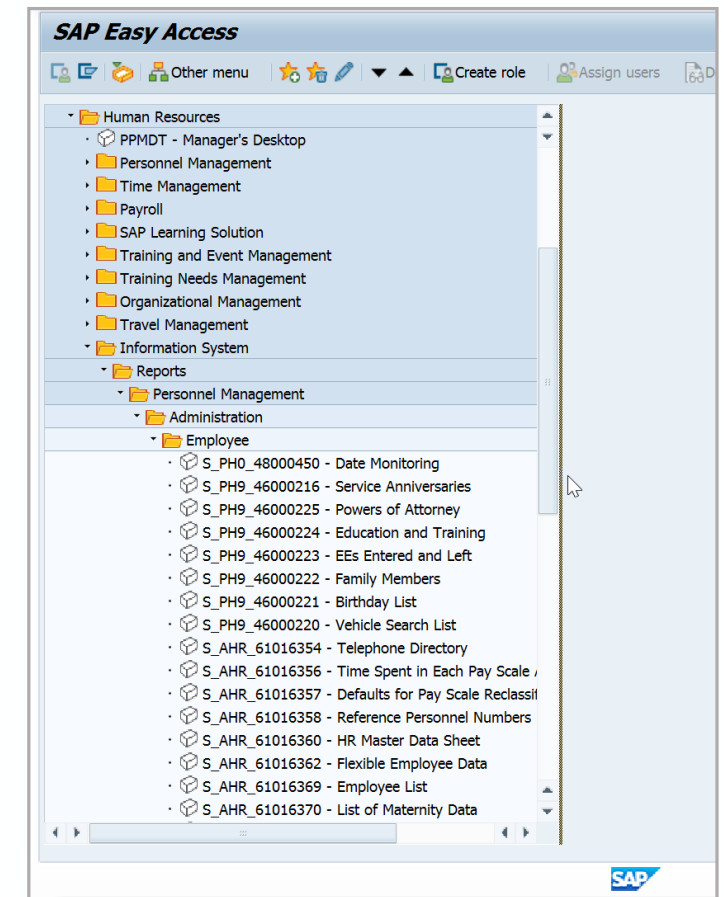 SAP Easy Access
Other menu Create role Assign users D
Human Resources
PPMDT - Manager's Desktop
Personnel Management
Time Management
Payroll
SAP Learning Solution
Training and Event Management
Training Needs Management
Organizational Management
Travel Management
Information System
Reports
Personnel Management
Administration
Employee
S_PH0_48000450 - Date Monitoring
S_PH9_46000216 - Service Anniversaries
S_PH9_46000225 - Powers of Attorney
S_PH9_46000224 - Education and Training
S_PH9_46000223 - EEs Entered and Left
S_PH9_46000222 - Family Members
S_PH9_46000221 - Birthday List
S_PH9_46000220 - Vehicle Search List
S_AHR_61016354 - Telephone Directory
S_AHR_61016356 - Time Spent in Each Pay Scale
S_AHR_61016357 - Defaults for Pay Scale Reclassif
S_AHR_61016358 - Reference Personnel Numbers
S_AHR_61016360 - HR Master Data Sheet
S_AHR_61016362 - Flexible Employee Data
S_AHR_61016369 - Employee List
S_AHR_61016370 - List of Maternity Data
SAP